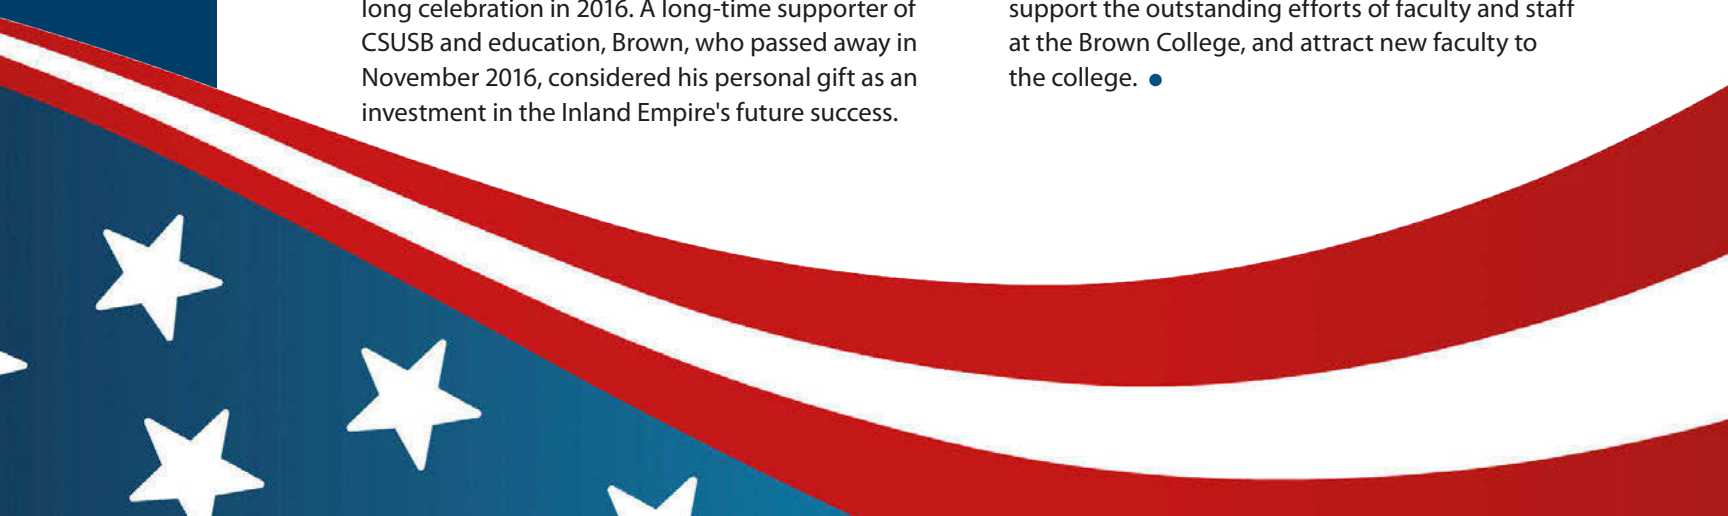 long celebration in 2016. A long-time supporter of
CSUSB and education, Brown, who passed away in
November 2016, considered his personal gift as an
investment in the Inland Empire's future success.
support the outstanding efforts of faculty and staff
at the Brown College, and attract new faculty to
the college.